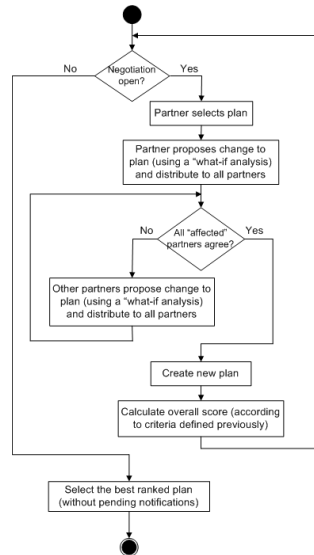 No
Negotiation
open?
Yes
Partner selects plan
Partner proposes change to
plan (using a "what-if analysis)
and distribute to all partners
No
All "affected"
partners agree?
Yes
Other partners propose change to
plan (using a "what-if analysis)
and distribute to all partners
Create new plan
Calculate overall score (according
to criteria defined previously)
Select the best ranked plan
(without pending notifications)